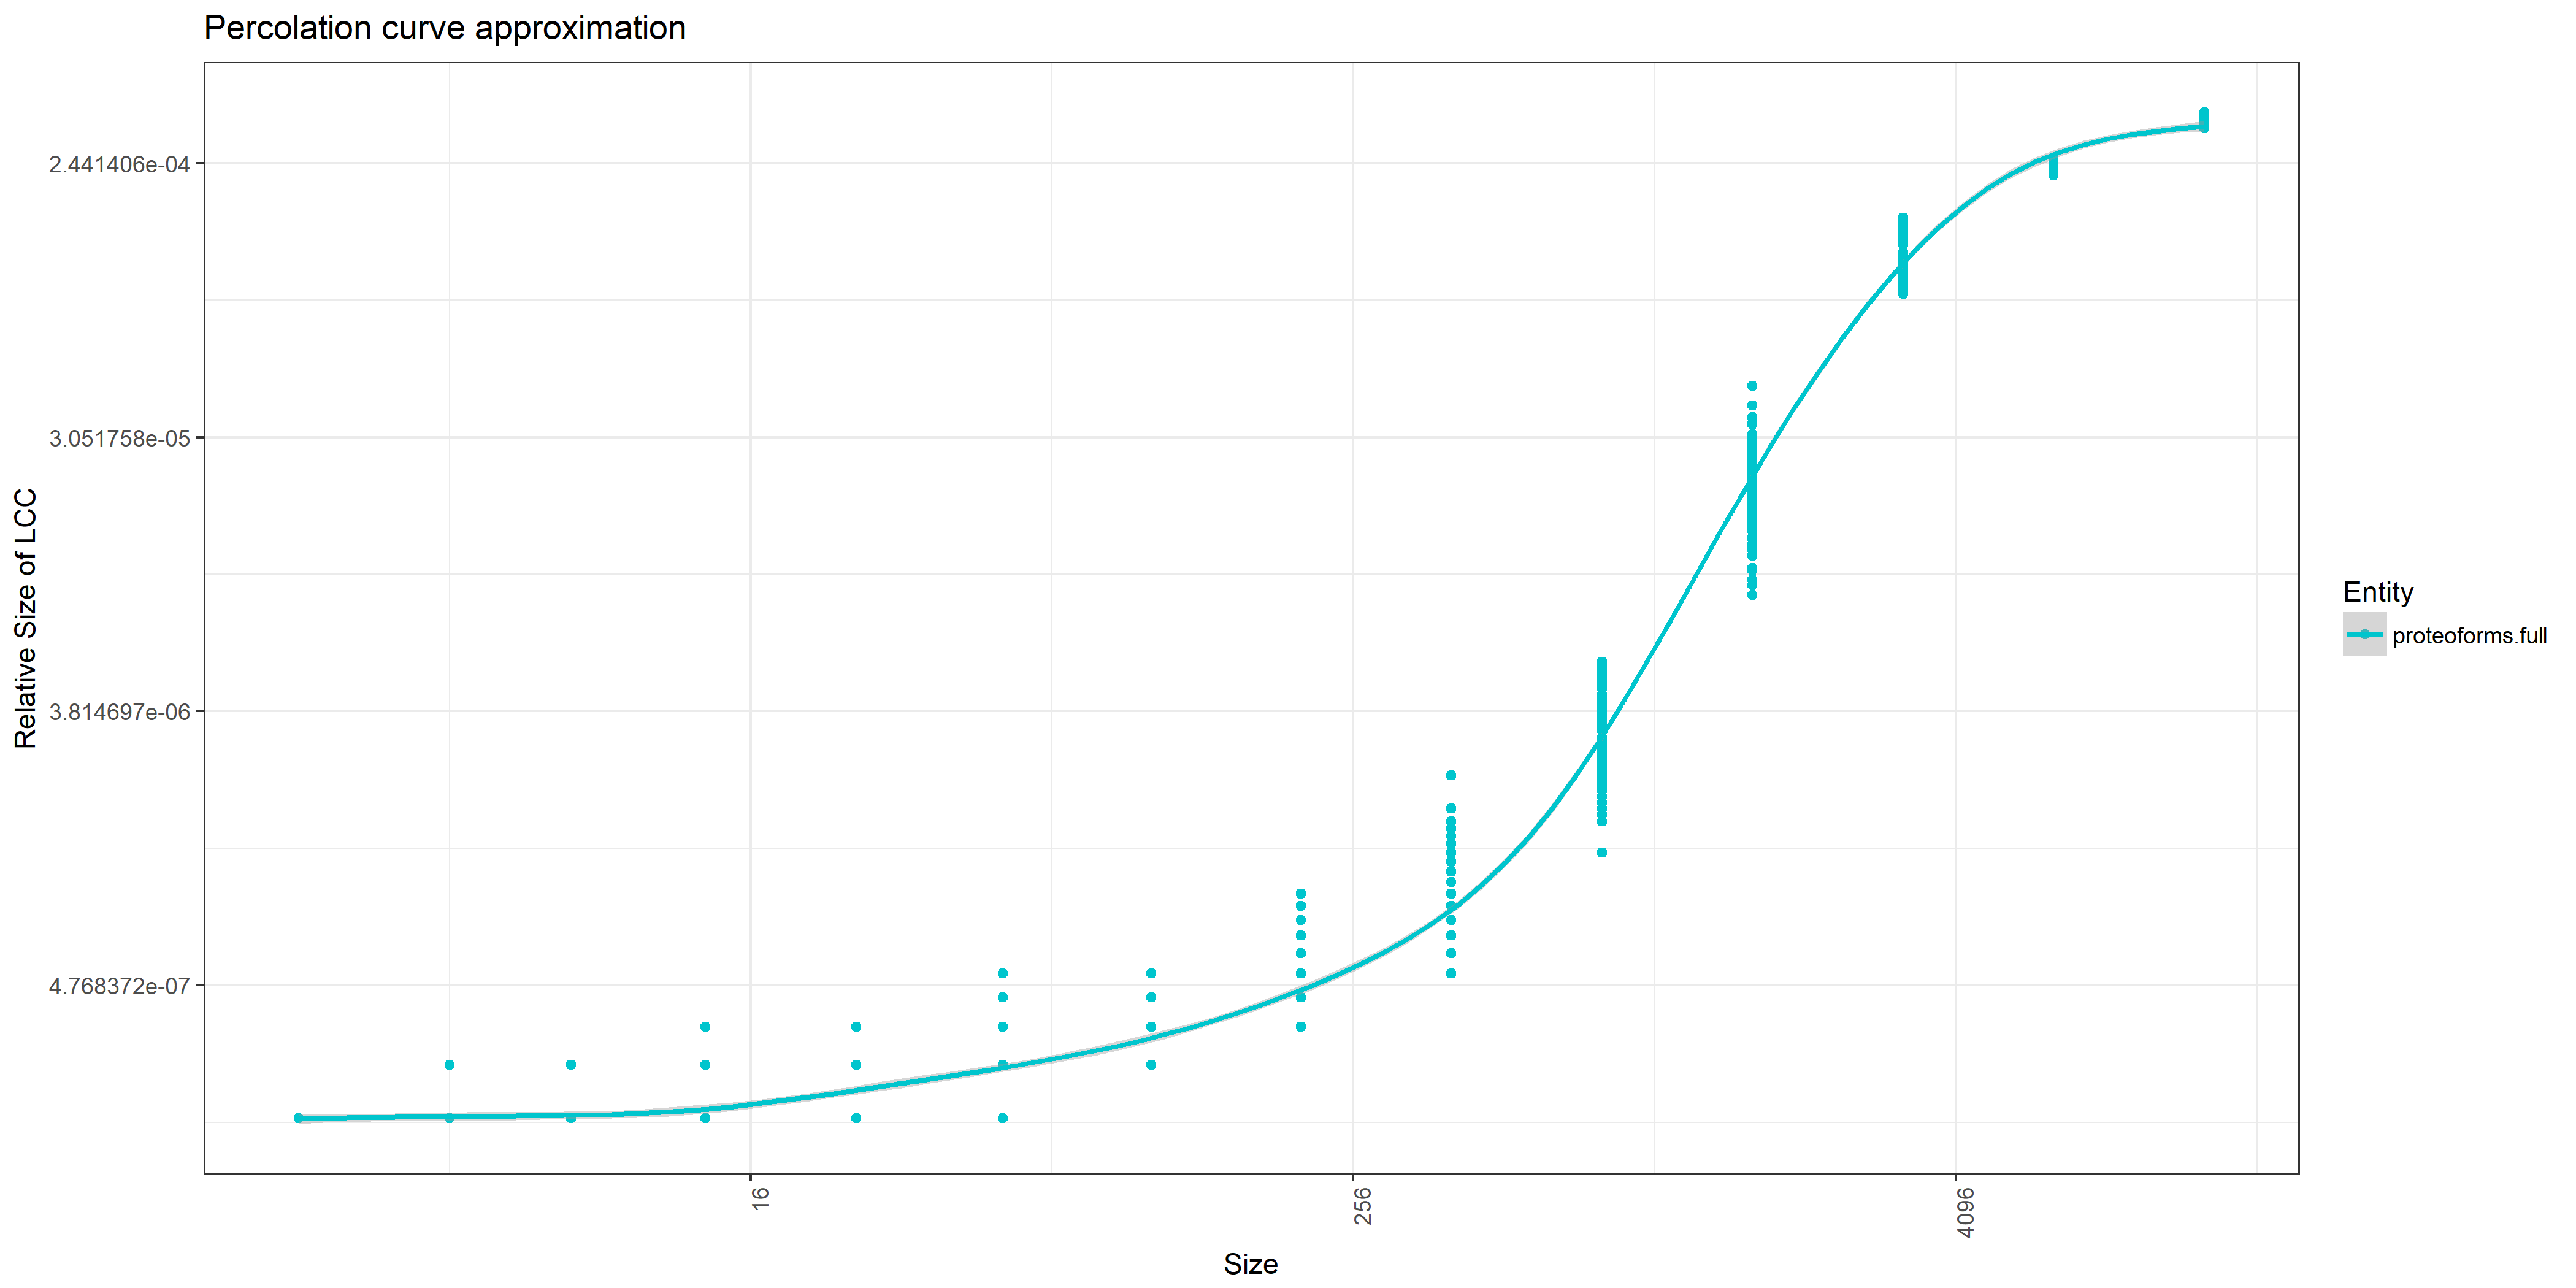 Percolation curve approximation
2.441406e-04
3.051758e-05
3.814697e-06
4.768372e-07
Relative Size of LCC
16
256
4096
Size
Entity
proteoforms.full